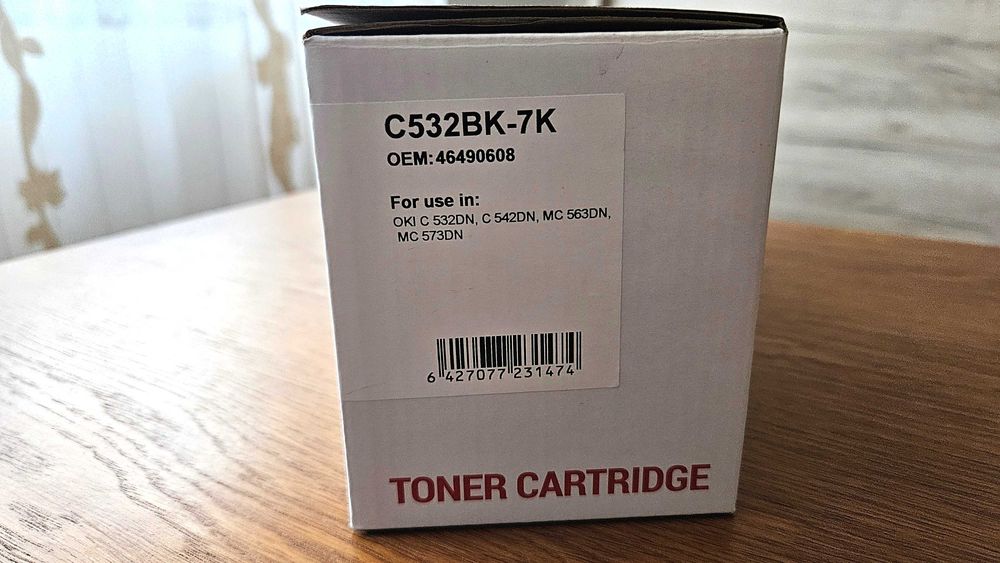 C532BK-7K
OEM: 46490608
For use in:
OKI C 532DN, C 542DN, MC 563DN,
MC 573DN
6 427077 231474
TONER CARTRIDGE